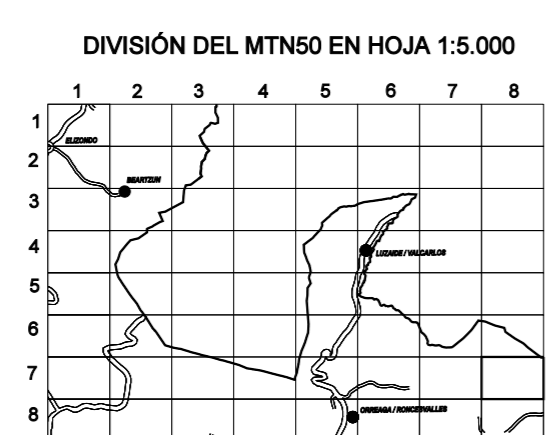 DIVISIÓN DEL MTN50 EN HOJA 1:5.000
1 2 3 4 5 6 7 8
1
ELIZONDO
2
BEARTZUN
3
4
LUZAIDE / VALCARLOS
5
6
7
8
ORREAGA / RONCESVALLES